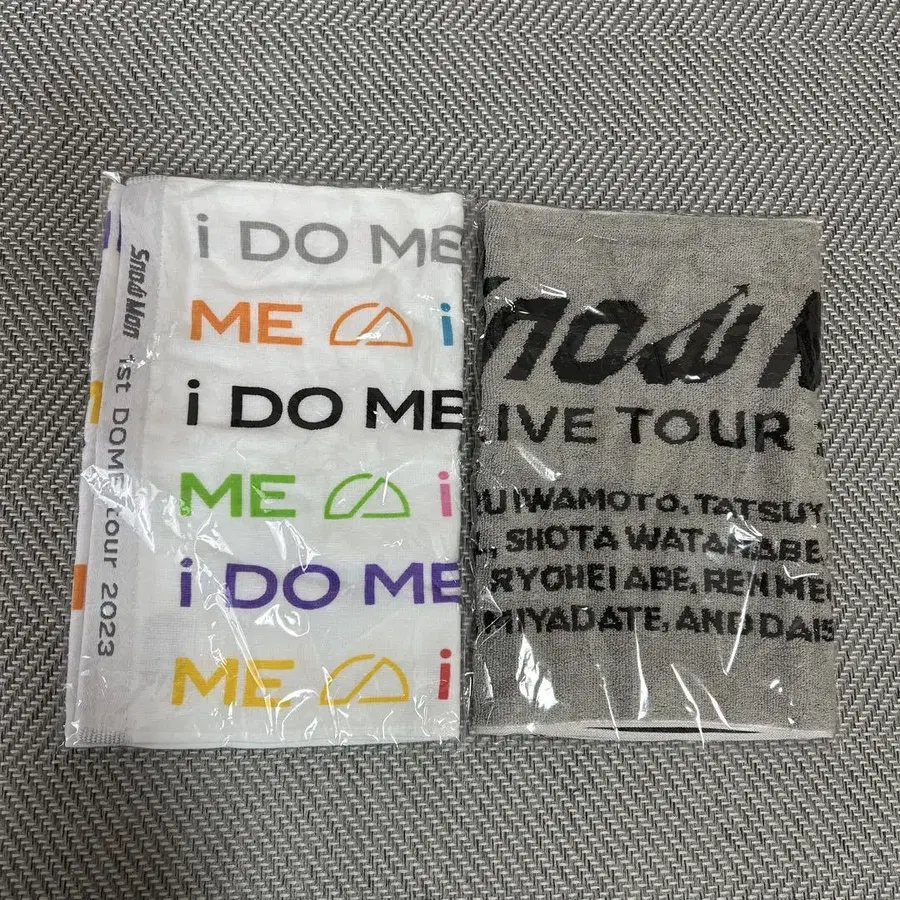 Snow Man 1st DOME tour 2023
i DO ME
ME i
i DO ME
ME i
i DO ME
ME i
now
LIVE TOUR
U IWAMOTO, TATSUY
, SHOTA WATANABE
RYOHEI ABE, REN ME
MIYADATE, AND DAIS